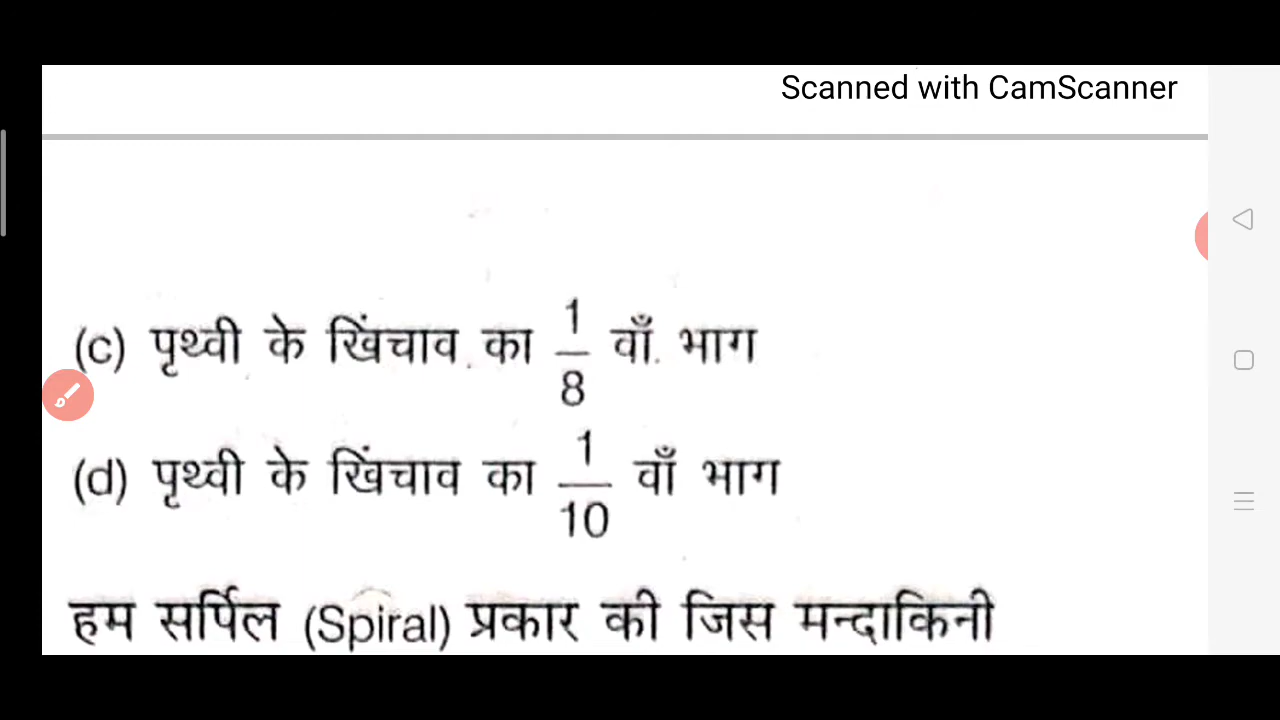 Scanned with CamScanner
(c) पृथ्वी के खिंचाव का 1/8 वाँ भाग
(d) पृथ्वी के खिंचाव का 1/10 वाँ भाग
हम सर्पिल (Spiral) प्रकार की जिस मन्दाकिनी